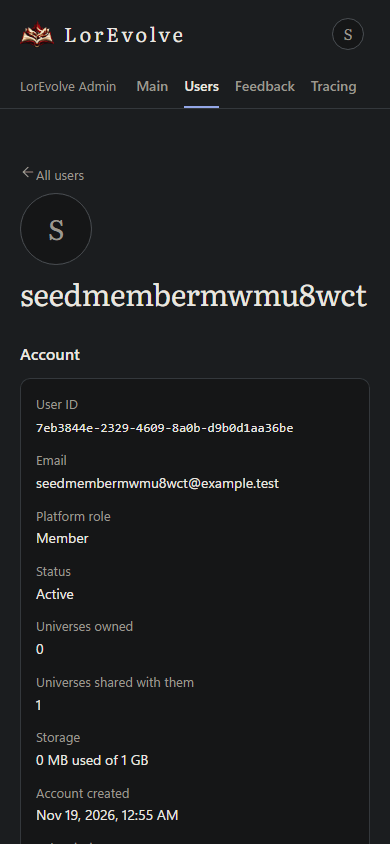 LorEvolve
S
LorEvolve Admin Main Users Feedback Tracing
All users
S
seedmembermwmu8wct
Account
User ID
7eb3844e-2329-4609-8a0b-d9b0d1aa36be
Email
seedmembermwmu8wct@example.test
Platform role
Member
Status
Active
Universes owned
0
Universes shared with them
1
Storage
0 MB used of 1 GB
Account created
Nov 19, 2026, 12:55 AM